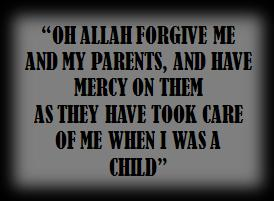 “OH ALLAH FORGIVE ME
AND MY PARENTS, AND HAVE
MERCY ON THEM
AS THEY HAVE TOOK CARE
OF ME WHEN I WAS A
CHILD”